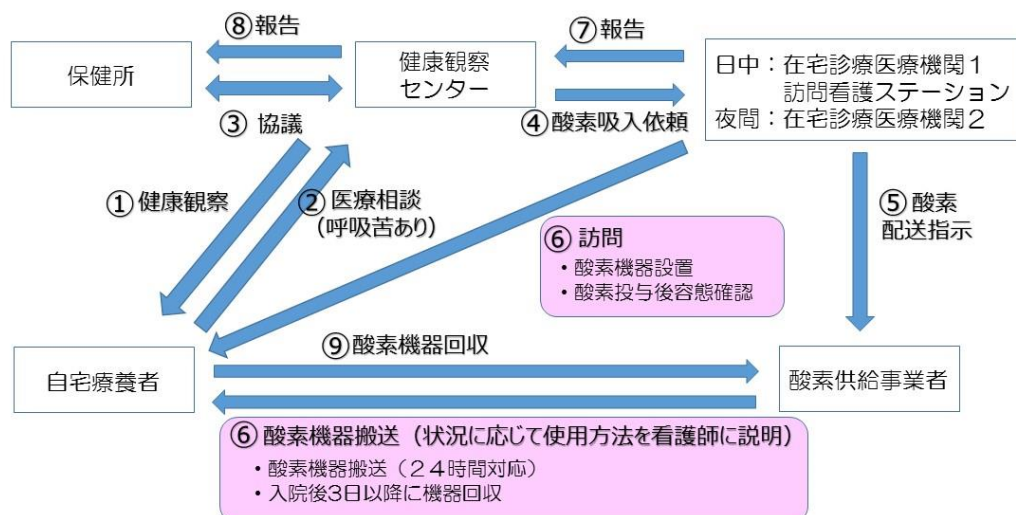 ⑧報告
⑦報告
保健所
健康観察
センター
日中：在宅診療医療機関１
訪問看護ステーション
夜間：在宅診療医療機関２
③ 協議
④酸素吸入依頼
①健康観察
②医療相談
（呼吸苦あり）
⑤ 酸素
配送指示
⑥ 訪問
・酸素機器設置
・酸素投与後容態確認
⑨酸素機器回収
自宅療養者
酸素供給事業者
⑥ 酸素機器搬送（状況に応じて使用方法を看護師に説明）
・酸素機器搬送（２４時間対応）
・入院後3日以降に機器回収